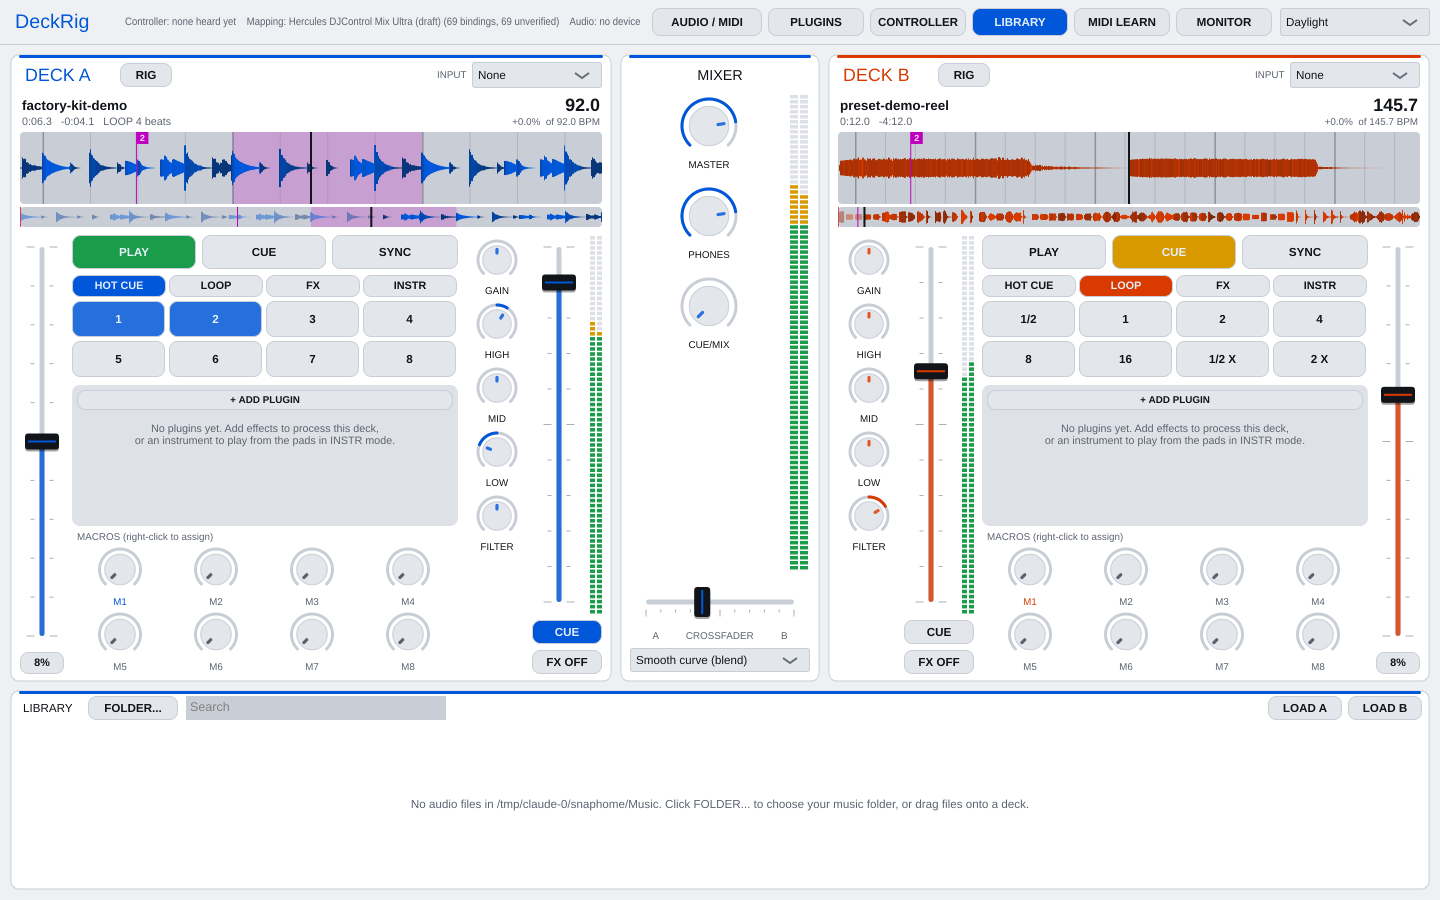 DeckRig
Controller: none heard yet Mapping: Hercules DJControl Mix Ultra (draft) (69 bindings, 69 unverified) Audio: no device
AUDIO / MIDI PLUGINS CONTROLLER LIBRARY MIDI LEARN MONITOR Daylight
DECK A RIG INPUT None
factory-kit-demo 92.0
0:06.3 -0:04.1 LOOP 4 beats +0.0% of 92.0 BPM
2
PLAY CUE SYNC
HOT CUE LOOP FX INSTR
1 2 3 4
5 6 7 8
+ ADD PLUGIN
No plugins yet. Add effects to process this deck,
or an instrument to play from the pads in INSTR mode.
MACROS (right-click to assign)
M1 M2 M3 M4
M5 M6 M7 M8
8%
GAIN
HIGH
MID
LOW
FILTER
CUE
FX OFF
MIXER
MASTER
PHONES
CUE/MIX
A CROSSFADER B
Smooth curve (blend)
DECK B RIG INPUT None
preset-demo-reel 145.7
0:12.0 -4:12.0 +0.0% of 145.7 BPM
2
GAIN
HIGH
MID
LOW
FILTER
CUE
FX OFF
PLAY CUE SYNC
HOT CUE LOOP FX INSTR
1/2 1 2 4
8 16 1/2 X 2 X
+ ADD PLUGIN
No plugins yet. Add effects to process this deck,
or an instrument to play from the pads in INSTR mode.
MACROS (right-click to assign)
M1 M2 M3 M4
M5 M6 M7 M8
8%
LIBRARY FOLDER... Search LOAD A LOAD B
No audio files in /tmp/claude-0/snaphome/Music. Click FOLDER... to choose your music folder, or drag files onto a deck.